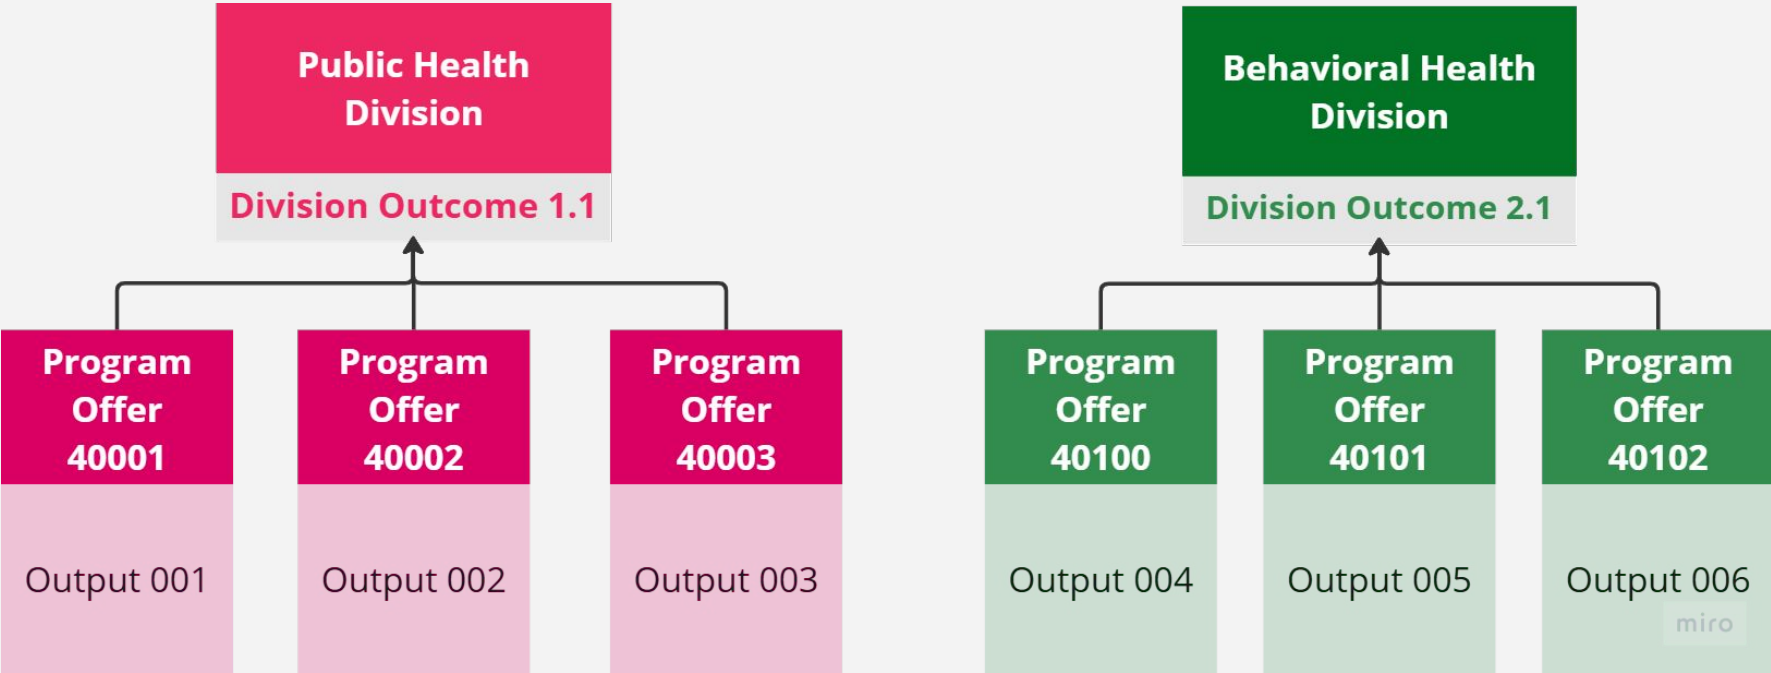 Public Health
Division
Division Outcome 1.1
Program
Offer
40001
Output 001
Program
Offer
40002
Output 002
Program
Offer
40003
Output 003
Behavioral Health
Division
Division Outcome 2.1
Program
Offer
40100
Output 004
Program
Offer
40101
Output 005
Program
Offer
40102
Output 006
miro